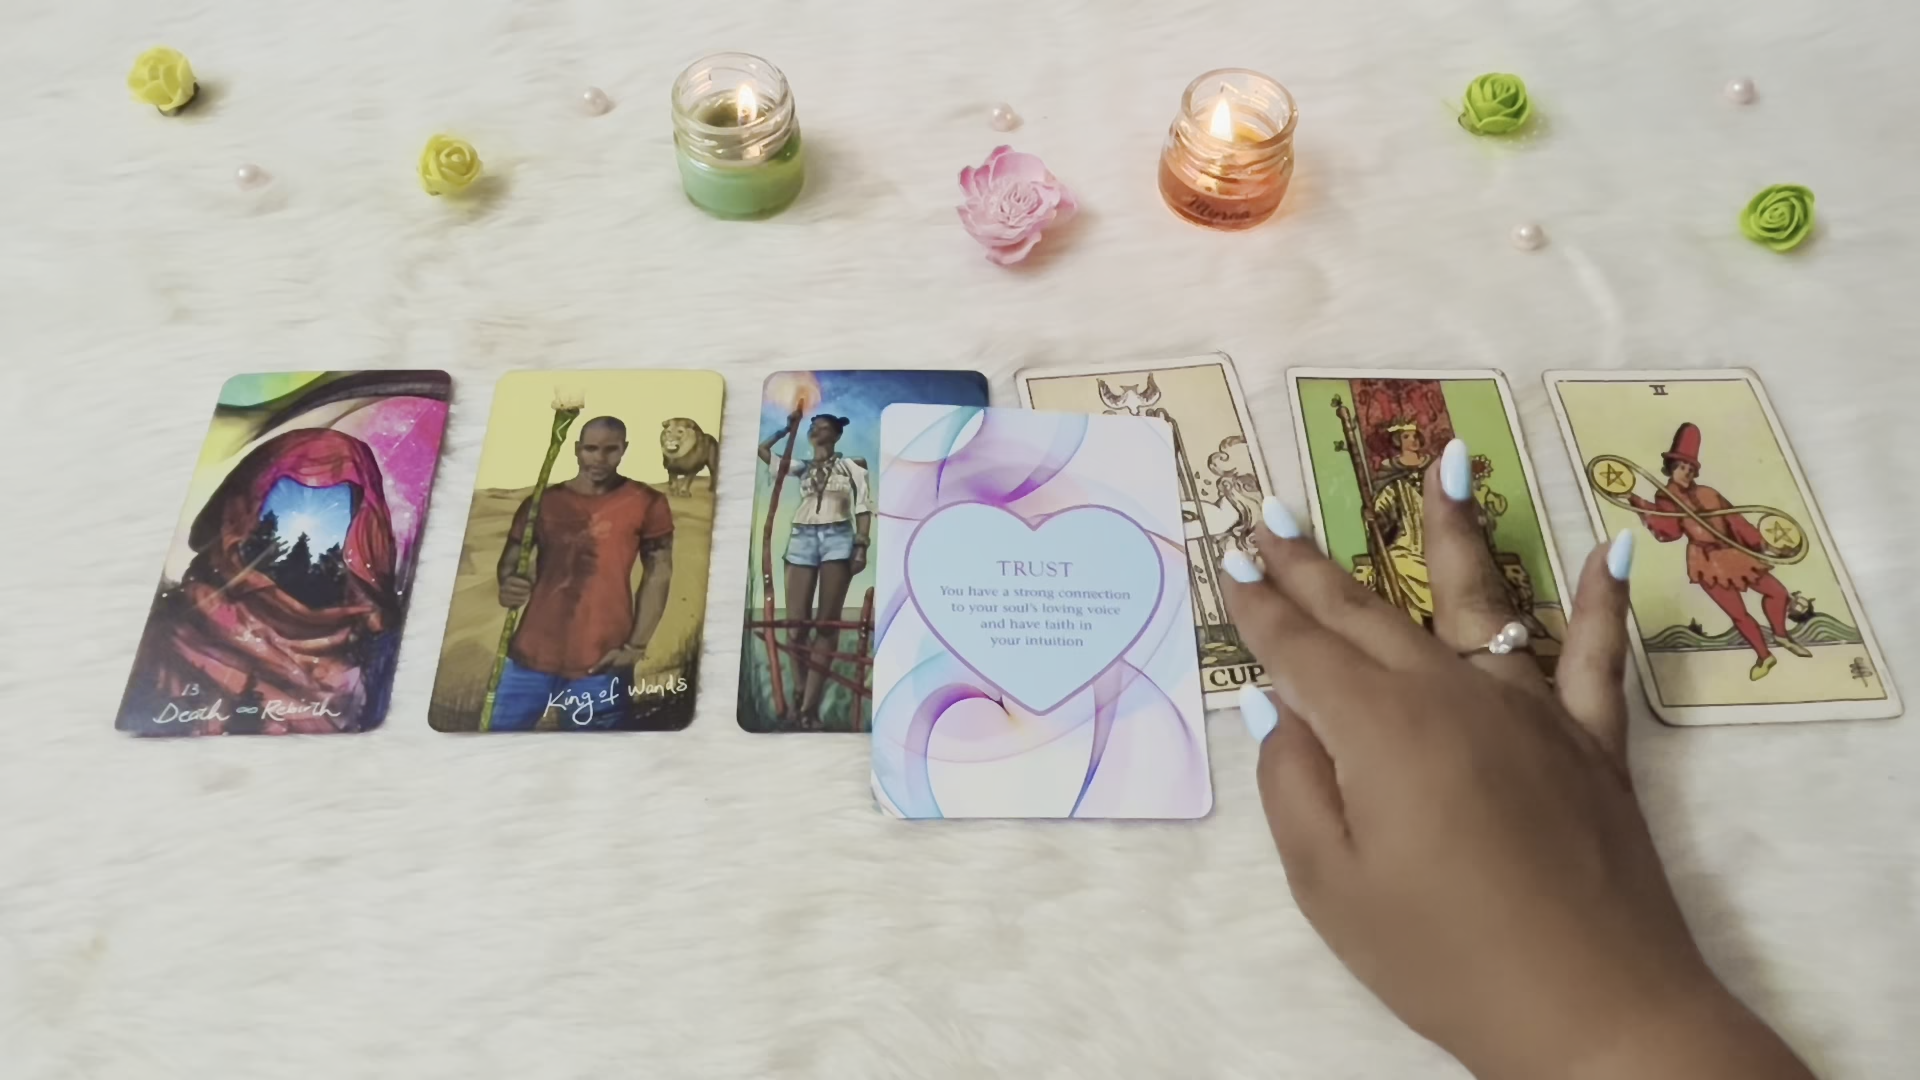 Murna
II
TRUST
You have a strong connection
to your soul's loving voice
and have faith in
your intuition
CUP
13
Death ∞ Rebirth
King of Wands